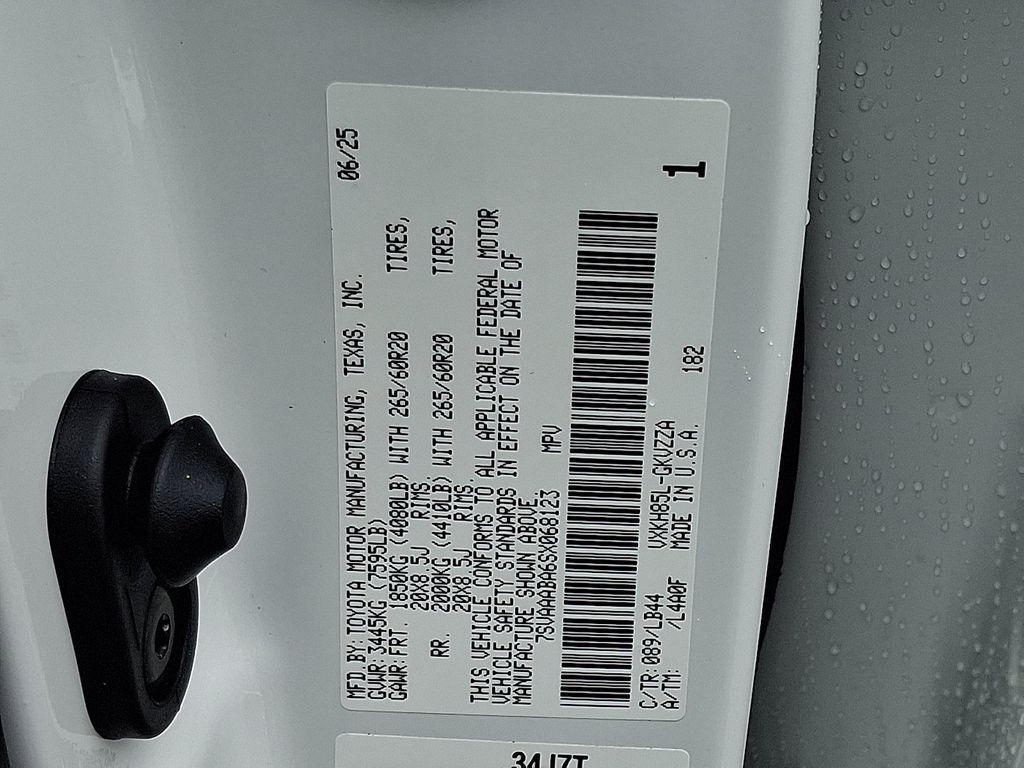 06/25
MFD.BY:TOYOTA MOTOR MANUFACTURING, TEXAS, INC.
GVWR:3445KG (7595LB)
GAWR:FRT. 1850KG (4080LB) WITH 265/60R20 TIRES,
20X8.5J RIMS,
RR. 2000KG (4410LB) WITH 265/60R20 TIRES,
20X8.5J RIMS.
THIS VEHICLE CONFORMS TO ALL APPLICABLE FEDERAL MOTOR
VEHICLE SAFETY STANDARDS IN EFFECT ON THE DATE OF
MANUFACTURE SHOWN ABOVE.
7SVAAABA6SX068123 MPV
C/TR:089/LB44 VXKH85L-GKVZZA 182
A/TM: /L4A0F MADE IN U.S.A.
1